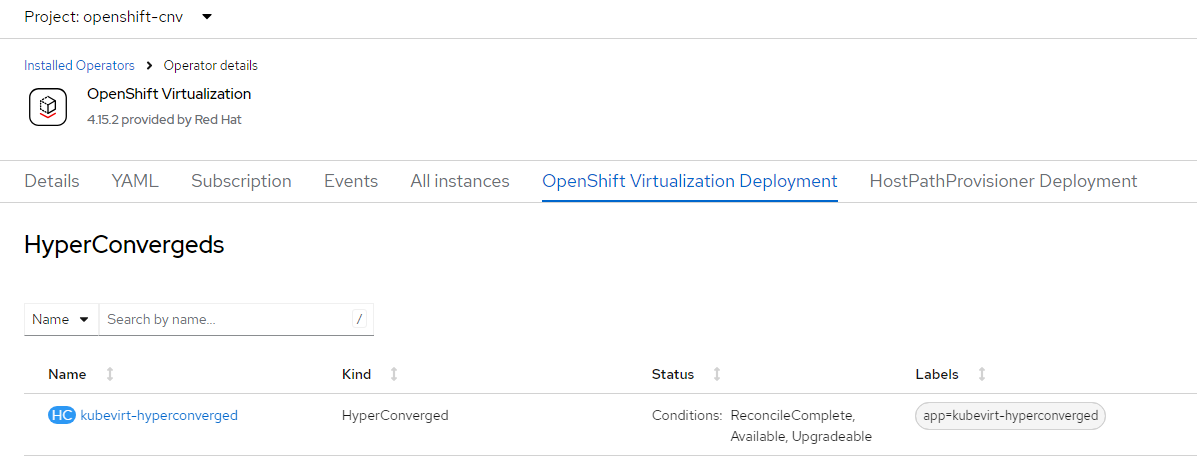 Project: openshift-cnv
Installed Operators > Operator details
OpenShift Virtualization
4.15.2 provided by Red Hat
Details YAML Subscription Events All instances OpenShift Virtualization Deployment HostPathProvisioner Deployment
HyperConvergeds
Name Search by name... /
Name Kind Status Labels
HC kubevirt-hyperconverged HyperConverged Conditions: ReconcileComplete, app=kubevirt-hyperconverged
Available, Upgradeable